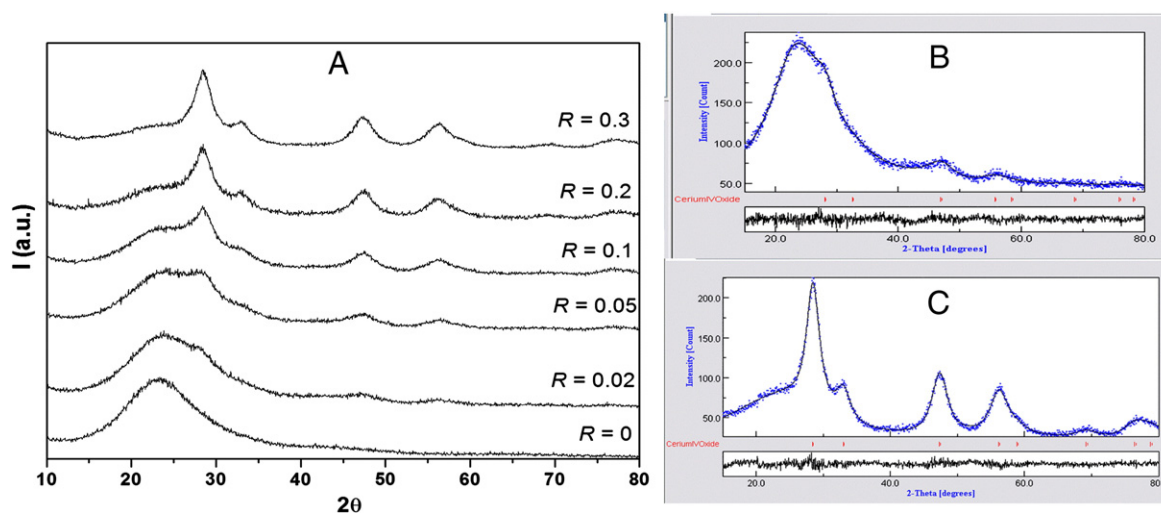 A
R = 0.3
R = 0.2
R = 0.1
R = 0.05
R = 0.02
R = 0
I (a.u.)
10 20 30 40 50 60 70 80
2θ
B
Intensity [Count]
200.0
150.0
100.0
50.0
CeriumIVOxide
20.0 40.0 60.0 80.0
2-Theta [degrees]
C
Intensity [Count]
200.0
150.0
100.0
50.0
CeriumIVOxide
20.0 40.0 60.0 80
2-Theta [degrees]